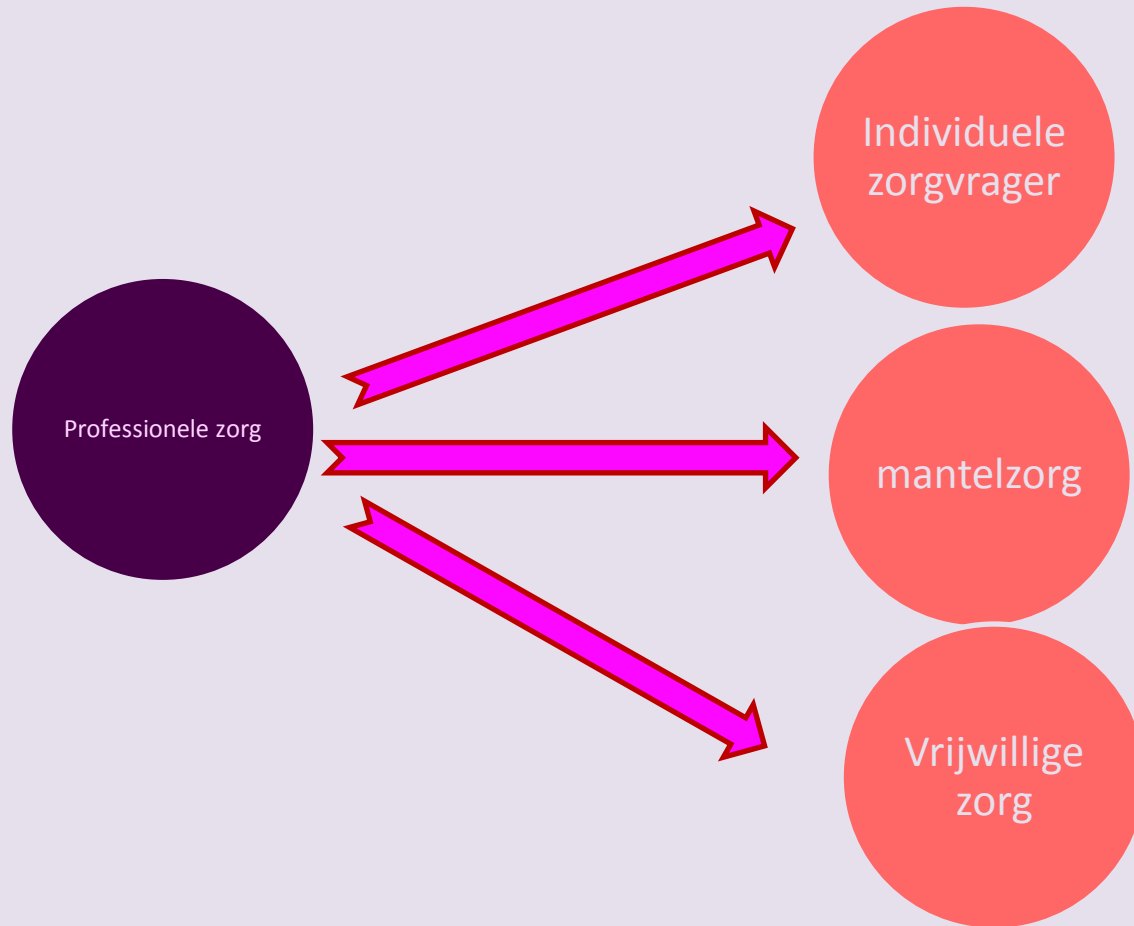 Individuele
zorgvrager
Professionele zorg
mantelzorg
Vrijwillige
zorg